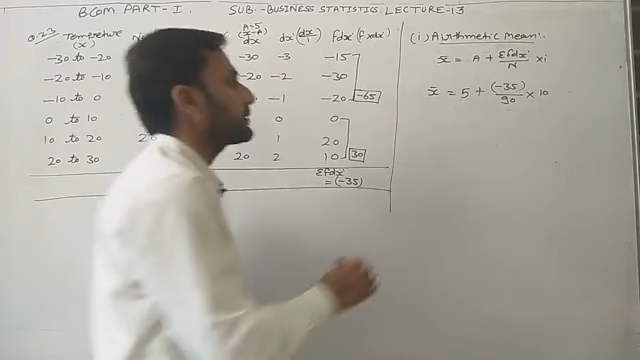 BCOM. PART-I. SUB.-BUSINESS STATISTICS. LECTURE-13
Q.23 Temtreture (x) A-5 (x-A) dx dx' (dx/i) fdx' (f x dx')
-30 to -20 -30 -3 -15
-20 to -10 -20 -2 -30
-10 to 0 -1 -20 -65
0 to 10 0 0
10 to 20 20 1 20
20 to 30 20 2 10 30
Σfdx' = (-35)
(i) Airthmetic Mean:-
x̄ = A + Σfdx'/N × i
x̄ = 5 + (-35)/90 × 10